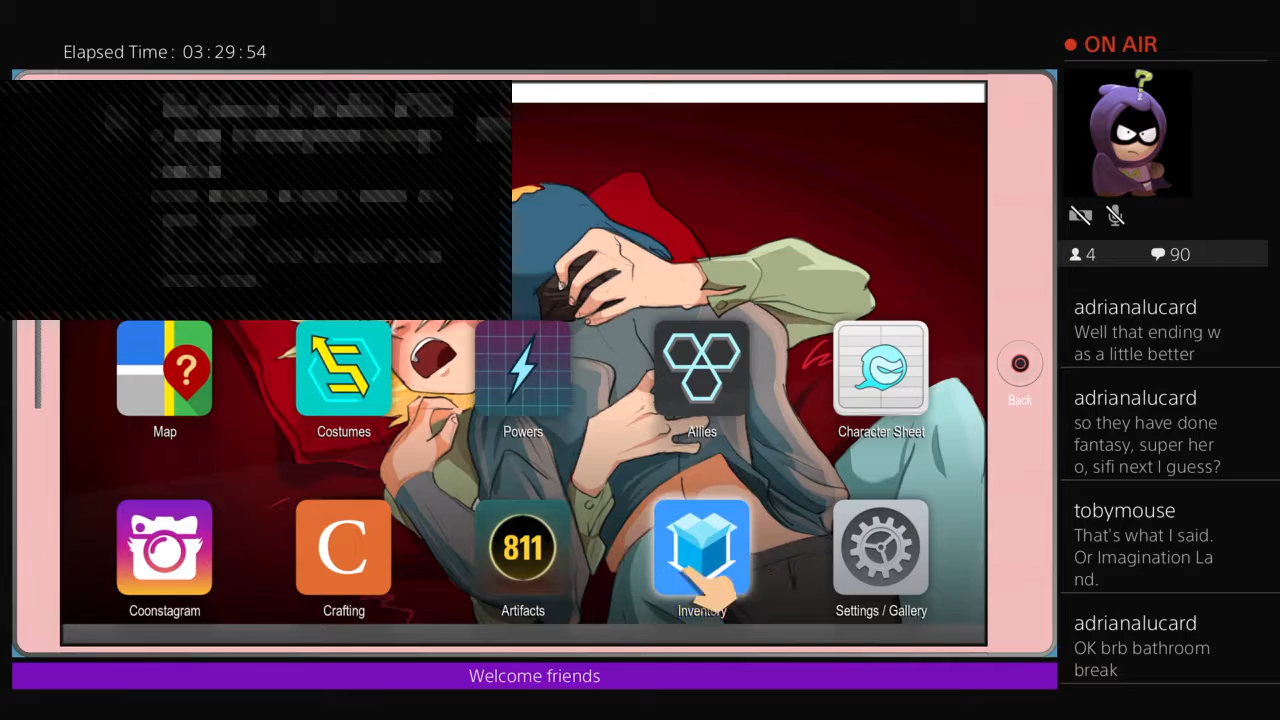 Elapsed Time: 03:29:54
ON AIR
4
90
adrianalucard
Well that ending w
as a little better
adrianalucard
so they have done
fantasy, super her
o, sifi next I guess?
tobymouse
That's what I said.
Or Imagination La
nd.
adrianalucard
OK brb bathroom
break
Map
Costumes
Powers
Allies
Character Sheet
Back
C
811
Coonstagram
Crafting
Artifacts
Inventory
Settings / Gallery
Welcome friends